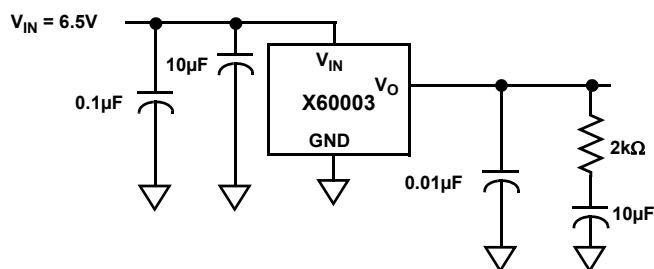 V_IN = 6.5V
10µF
0.1µF
V_IN
V_O
X60003
GND
2kΩ
0.01µF
10µF